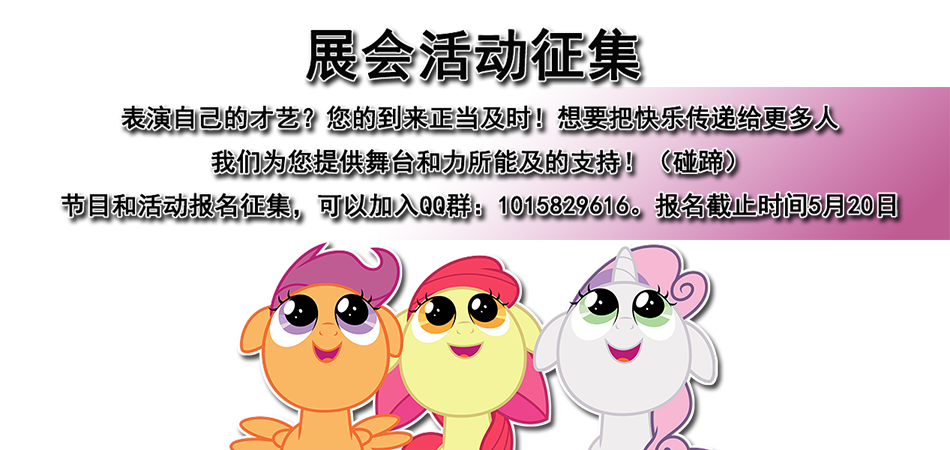 展会活动征集
表演自己的才艺？您的到来正当及时！想要把快乐传递给更多人
我们为您提供舞台和力所能及的支持！（碰蹄）
节目和活动报名征集，可以加入QQ群：1015829616。报名截止时间5月20日